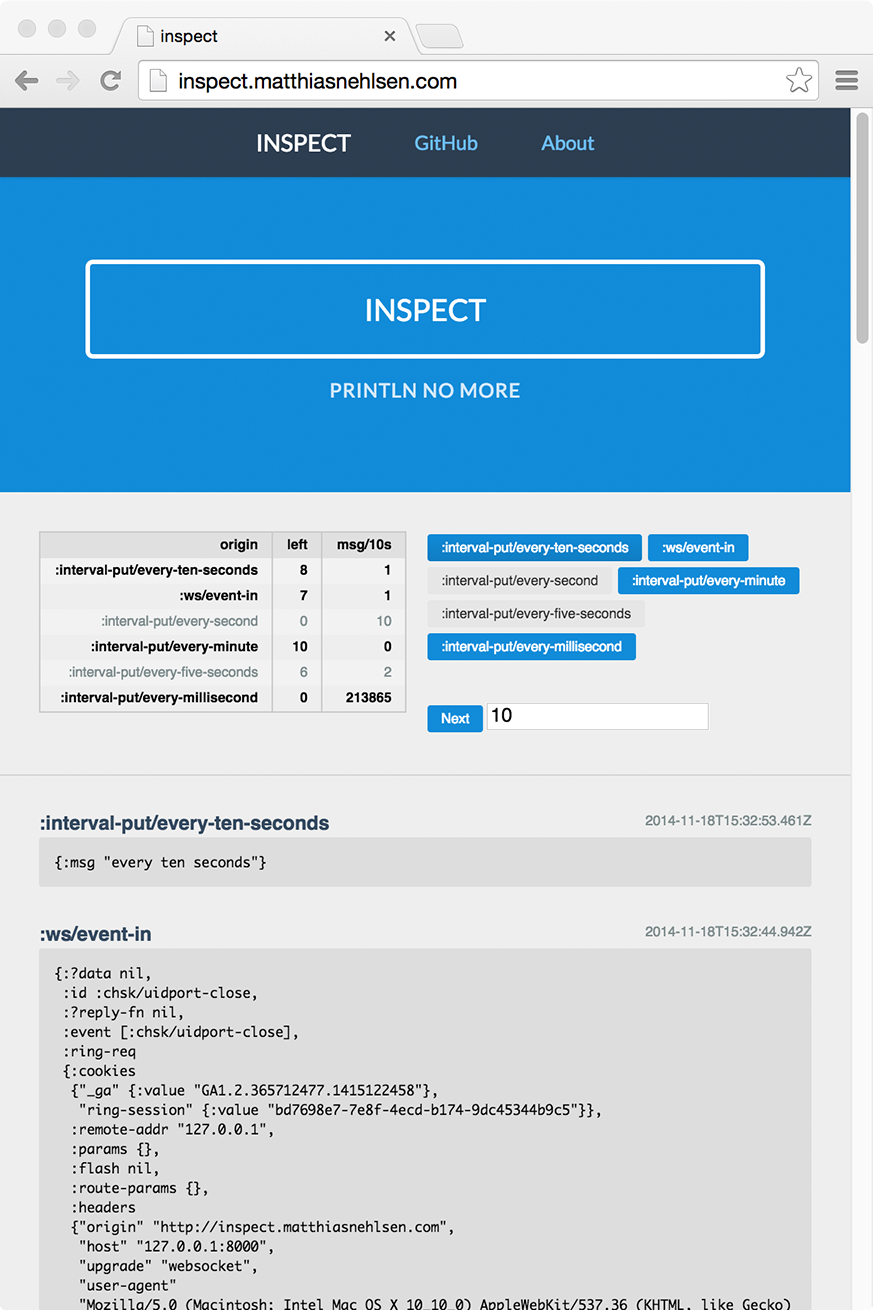 inspect
inspect.matthiasnehlsen.com
INSPECT GitHub About
INSPECT
PRINTLN NO MORE
origin left msg/10s
:interval-put/every-ten-seconds 8 1
:ws/event-in 7 1
:interval-put/every-second 0 10
:interval-put/every-minute 10 0
:interval-put/every-five-seconds 6 2
:interval-put/every-millisecond 0 213865
:interval-put/every-ten-seconds :ws/event-in
:interval-put/every-second :interval-put/every-minute
:interval-put/every-five-seconds
:interval-put/every-millisecond
Next 10
:interval-put/every-ten-seconds 2014-11-18T15:32:53.461Z
{:msg "every ten seconds"}
:ws/event-in 2014-11-18T15:32:44.942Z
{:?data nil,
:id :chsk/uidport-close,
:?reply-fn nil,
:event [:chsk/uidport-close],
:ring-req
{:cookies
{"_ga" {:value "GA1.2.365712477.1415122458"},
"ring-session" {:value "bd7698e7-7e8f-4ecd-b174-9dc45344b9c5"}},
:remote-addr "127.0.0.1",
:params {},
:flash nil,
:route-params {},
:headers
{"origin" "http://inspect.matthiasnehlsen.com",
"host" "127.0.0.1:8000",
"upgrade" "websocket",
"user-agent"
"Mozilla/5.0 (Macintosh; Intel Mac OS X 10_10_0) AppleWebKit/537.36 (KHTML, like Gecko)